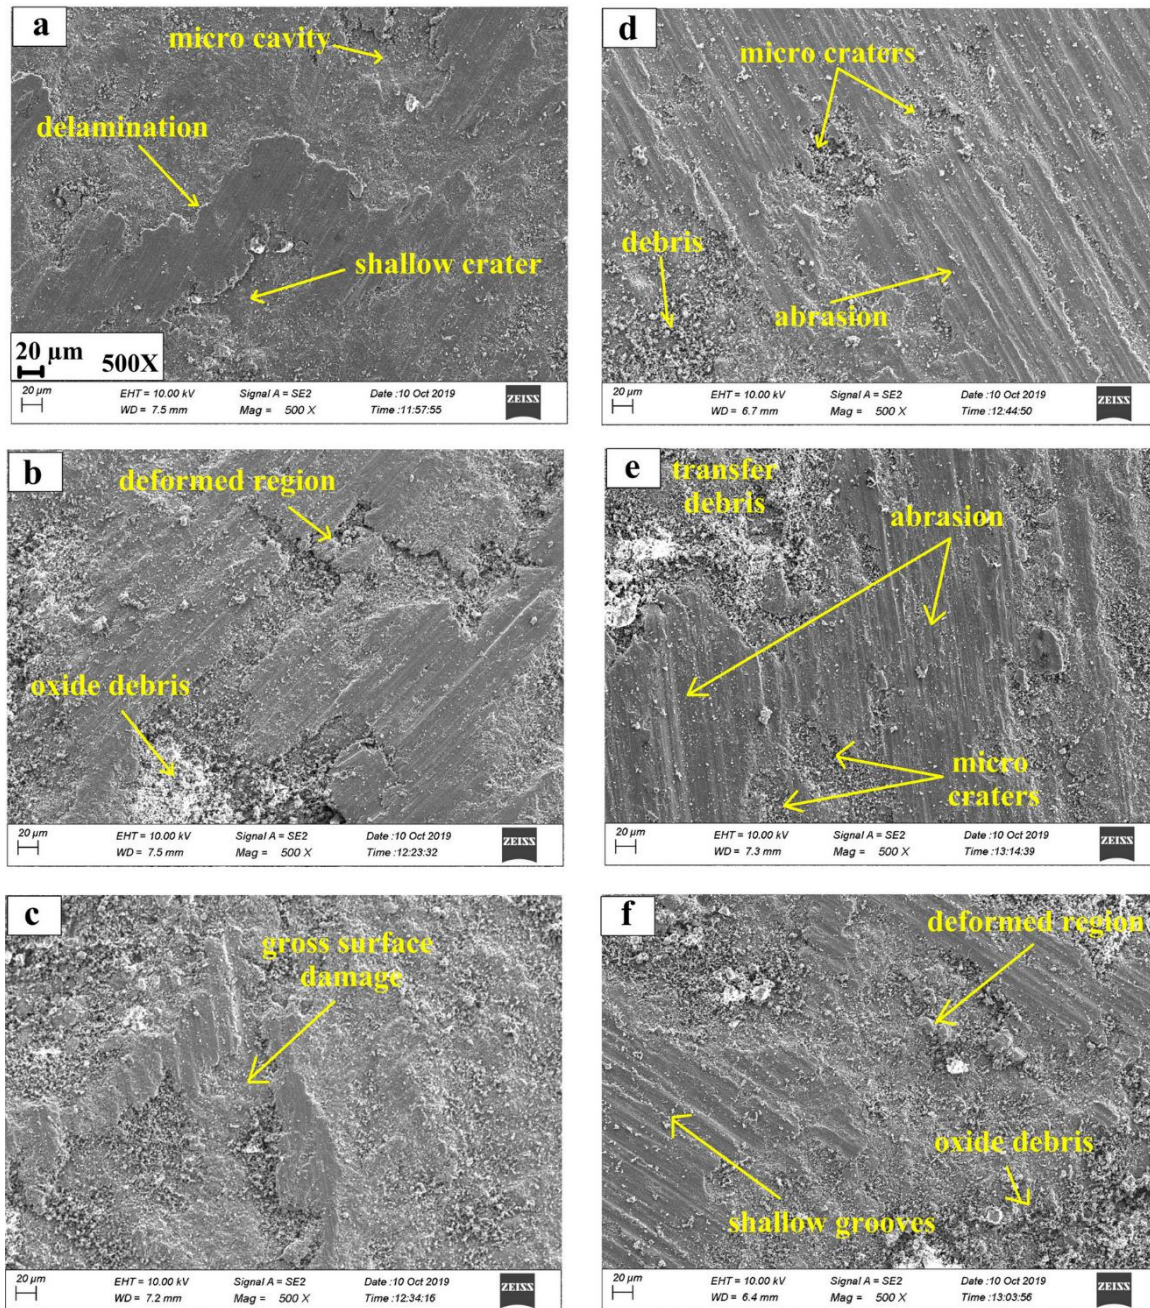 a
micro cavity
delamination
shallow crater
20 µm 500X
20 µm EHT = 10.00 kV Signal A = SE2 Date :10 Oct 2019 ZEISS
WD = 7.5 mm Mag = 500 X Time :11:57:55
d
micro craters
debris
abrasion
20 µm EHT = 10.00 kV Signal A = SE2 Date :10 Oct 2019 ZEISS
WD = 6.7 mm Mag = 500 X Time :12:44:50
b
deformed region
oxide debris
20 µm EHT = 10.00 kV Signal A = SE2 Date :10 Oct 2019 ZEISS
WD = 7.5 mm Mag = 500 X Time :12:23:32
e
transfer
debris
abrasion
micro
craters
20 µm EHT = 10.00 kV Signal A = SE2 Date :10 Oct 2019 ZEISS
WD = 7.3 mm Mag = 500 X Time :13:14:39
c
gross surface
damage
20 µm EHT = 10.00 kV Signal A = SE2 Date :10 Oct 2019 ZEISS
WD = 7.2 mm Mag = 500 X Time :12:34:16
f
deformed region
oxide debris
shallow grooves
20 µm EHT = 10.00 kV Signal A = SE2 Date :10 Oct 2019 ZEISS
WD = 6.4 mm Mag = 500 X Time :13:03:56